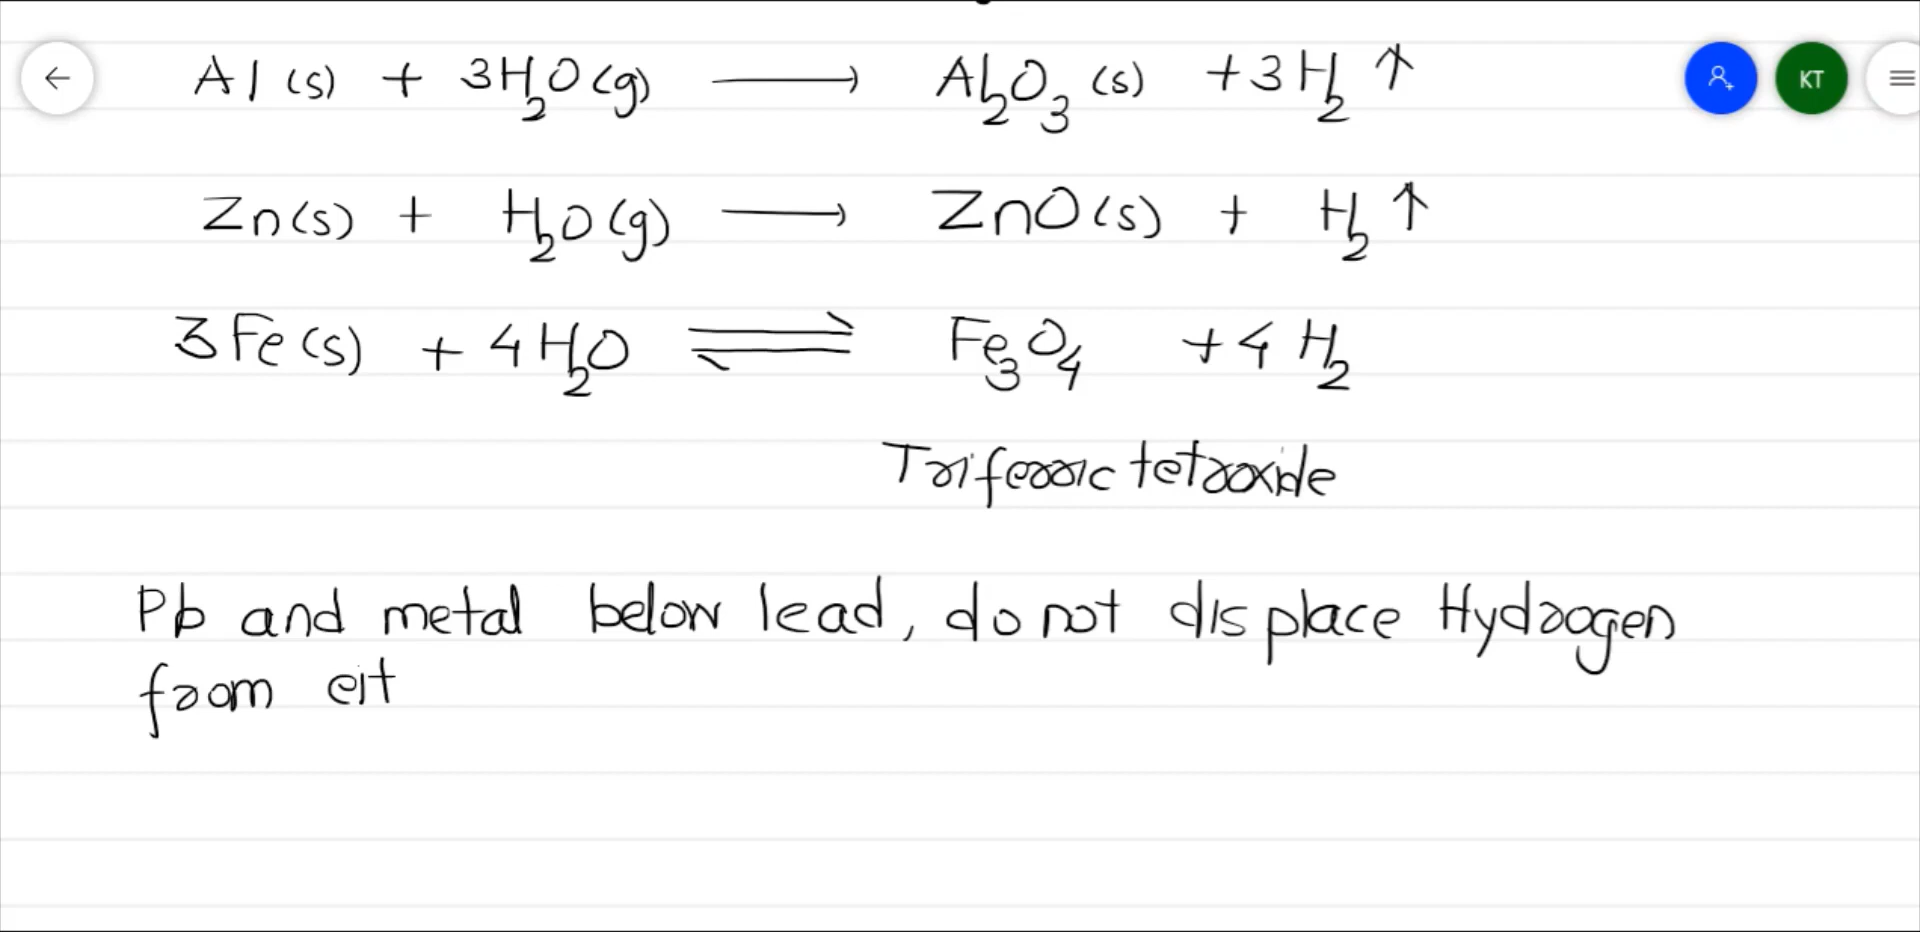 Al(s) + 3H₂O(g) ⟶ Al₂O₃(s) + 3H₂↑
KT
Zn(s) + H₂O(g) ⟶ ZnO(s) + H₂↑
3Fe(s) + 4H₂O ⇌ Fe₃O₄ + 4H₂
Triferric tetroxide
Pb and metal below lead, do not displace Hydrogen
from eit